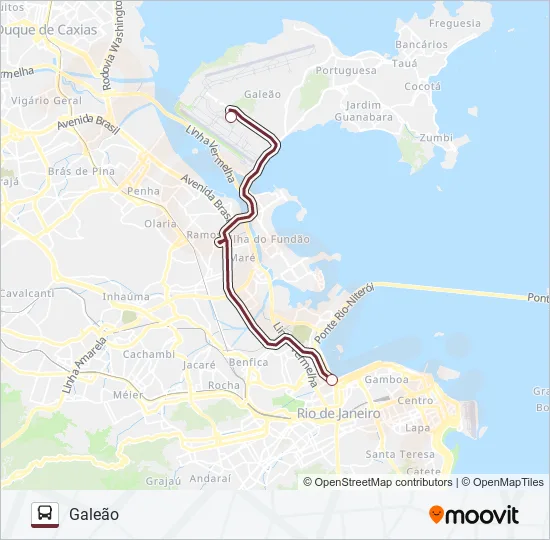 cutos
Freguesia
Duque de Caxias
Rodovia Washington
Bancários
Tauá
Portuguesa
rmelha
Cocotá
Galeão
Vigário Geral
Jardim
Guanabara
Avenida Brasil
Linha Vermelha
Zumbi
Brás de Pina
Avenida Brasil
Penha
Olaria
Ramos
Ilha do Fundão
Maré
Cavalcanti
Inhaúma
Ponte Rio-Niterói
Pont
Linha Amarela
Cachambi
Linha Vermelha
Jacaré
Benfica
Rocha
Gamboa
Méier
Centro
Rio de Janeiro
Lapa
Santa Teresa
Grajaú
Andaraí
Catete
© OpenStreetMap contributors | © OpenMapTiles
Galeão
moovit